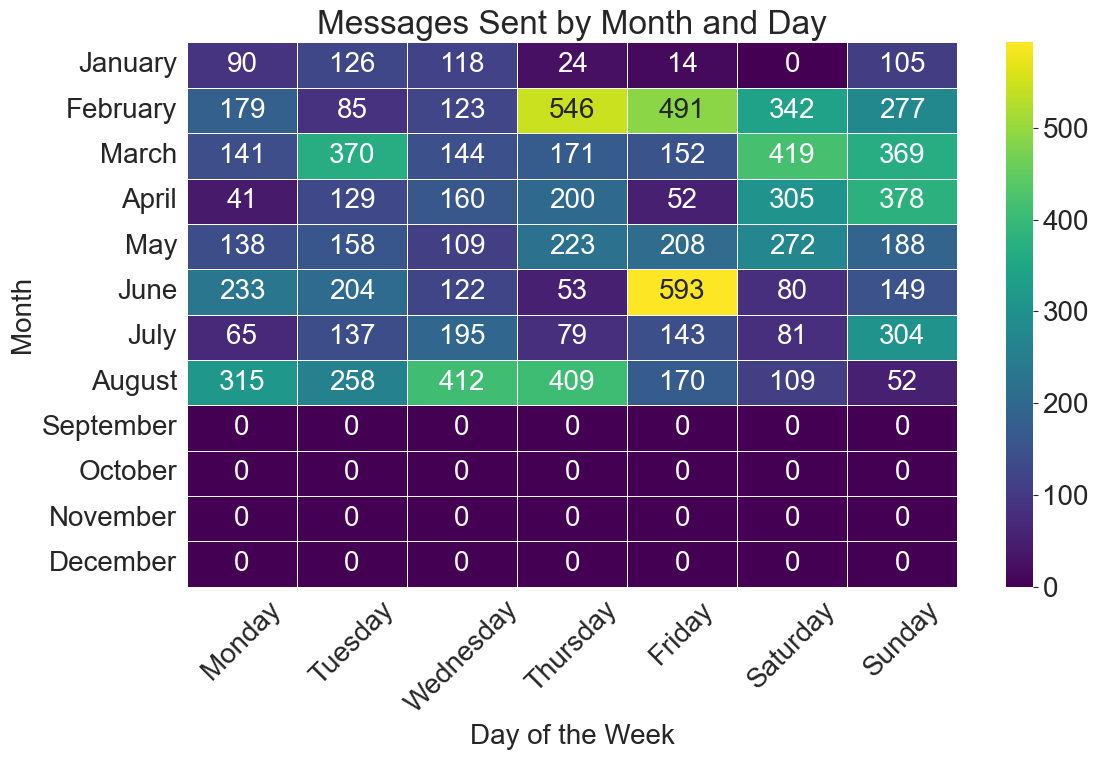 Messages Sent by Month and Day
January 90 126 118 24 14 0 105
February 179 85 123 546 491 342 277
March 141 370 144 171 152 419 369
April 41 129 160 200 52 305 378
May 138 158 109 223 208 272 188
June 233 204 122 53 593 80 149
July 65 137 195 79 143 81 304
August 315 258 412 409 170 109 52
September 0 0 0 0 0 0 0
October 0 0 0 0 0 0 0
November 0 0 0 0 0 0 0
December 0 0 0 0 0 0 0
Monday Tuesday Wednesday Thursday Friday Saturday Sunday
Day of the Week
Month
500
400
300
200
100
0